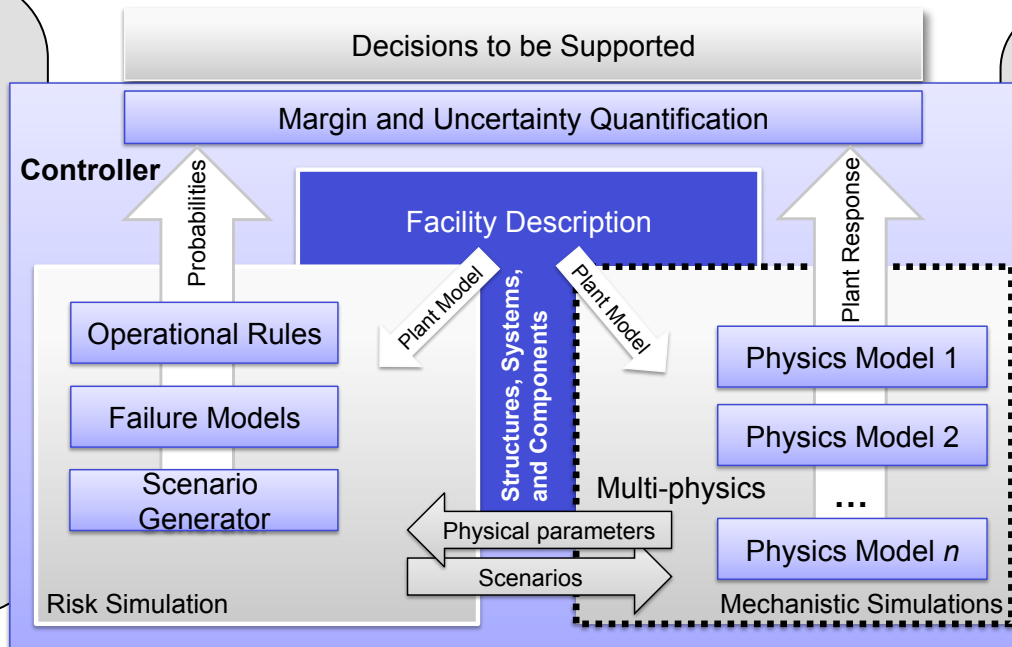 Decisions to be Supported
Margin and Uncertainty Quantification
Controller
Probabilities
Plant Response
Facility Description
Plant Model
Plant Model
Structures, Systems,
and Components
Operational Rules
Failure Models
Scenario
Generator
Risk Simulation
Physics Model 1
Physics Model 2
...
Physics Model n
Multi-physics
Mechanistic Simulations
Physical parameters
Scenarios